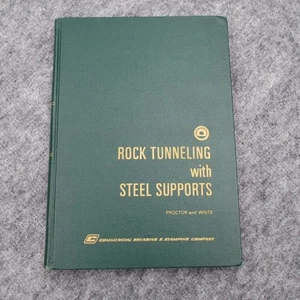 ROCK TUNNELING
with
STEEL SUPPORTS
PROCTOR and WHITE
COMMERCIAL SHEARING & STAMPING COMPANY